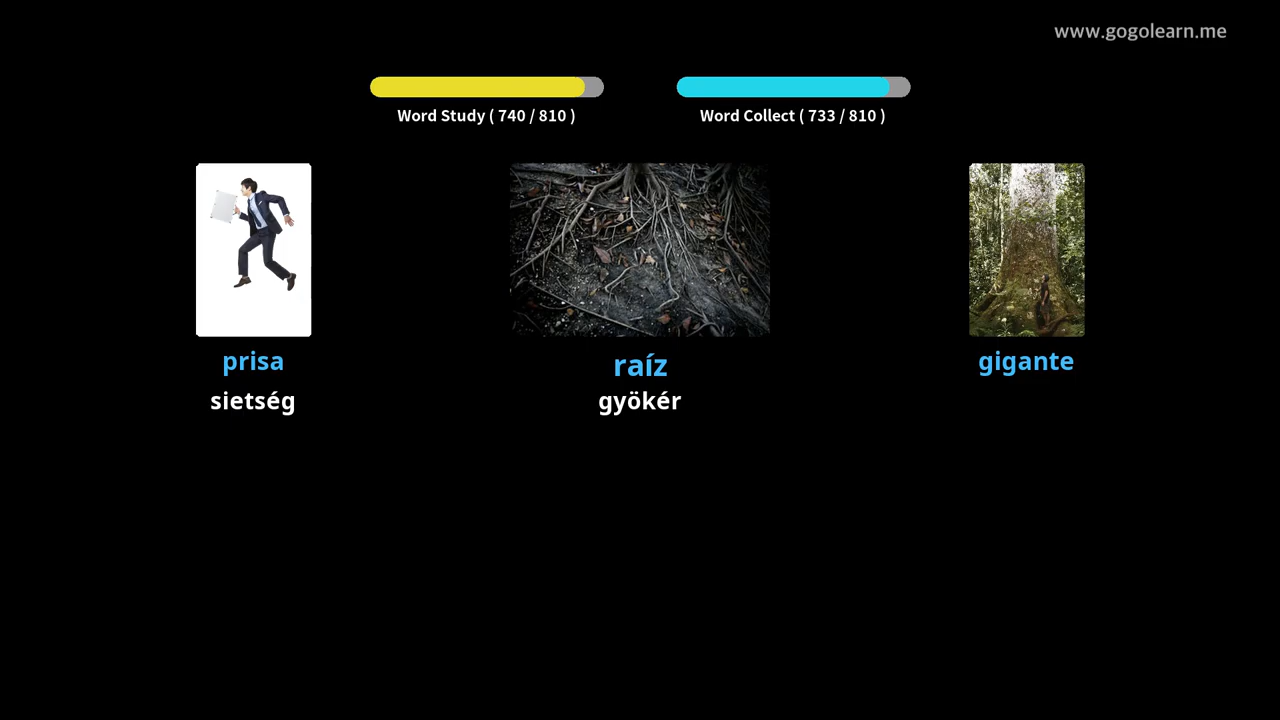 www.gogolearn.me
Word Study ( 740 / 810 )
Word Collect ( 733 / 810 )
prisa
sietség
raíz
gyökér
gigante